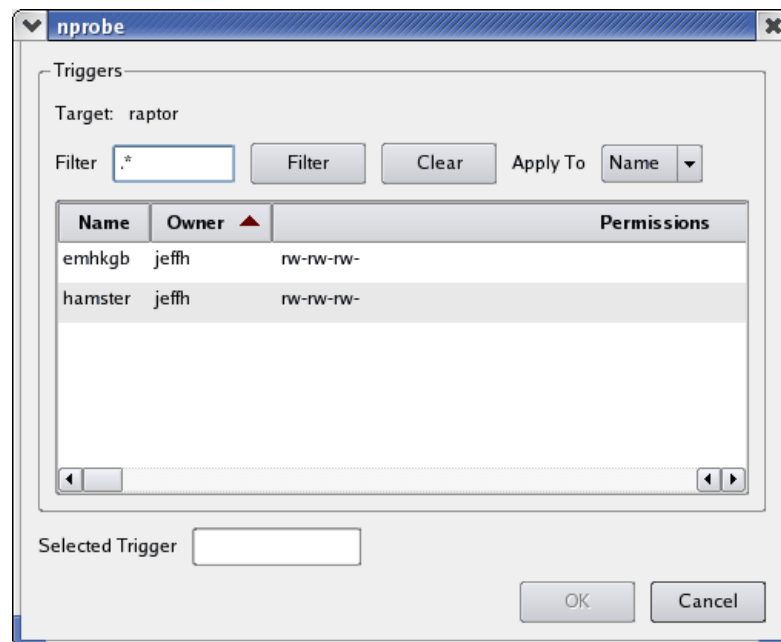 nprobe
Triggers
Target: raptor
Filter .* Filter Clear Apply To Name
Name Owner Permissions
emhkgb jeffh rw-rw-rw-
hamster jeffh rw-rw-rw-
Selected Trigger
OK Cancel